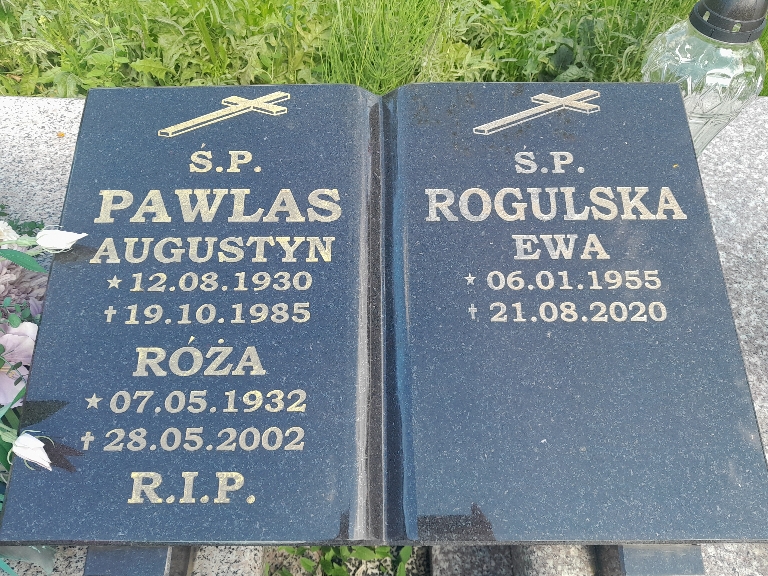 Ś.P.
PAWLAS
AUGUSTYN
★ 12.08.1930
✝ 19.10.1985
RÓŻA
★ 07.05.1932
✝ 28.05.2002
R.I.P.
Ś.P.
ROGULSKA
EWA
★ 06.01.1955
✝ 21.08.2020